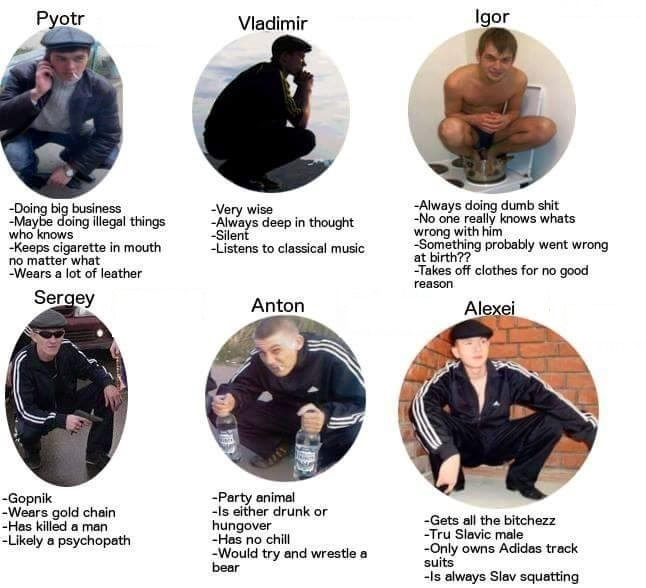 Pyotr
-Doing big business
-Maybe doing illegal things
who knows
-Keeps cigarette in mouth
no matter what
-Wears a lot of leather
Vladimir
-Very wise
-Always deep in thought
-Silent
-Listens to classical music
Igor
-Always doing dumb shit
-No one really knows whats
wrong with him
-Something probably went wrong
at birth??
-Takes off clothes for no good
reason
Sergey
-Gopnik
-Wears gold chain
-Has killed a man
-Likely a psychopath
Anton
-Party animal
-Is either drunk or
hungover
-Has no chill
-Would try and wrestle a
bear
Alexei
-Gets all the bitchezz
-Tru Slavic male
-Only owns Adidas track
suits
-Is always Slav squatting